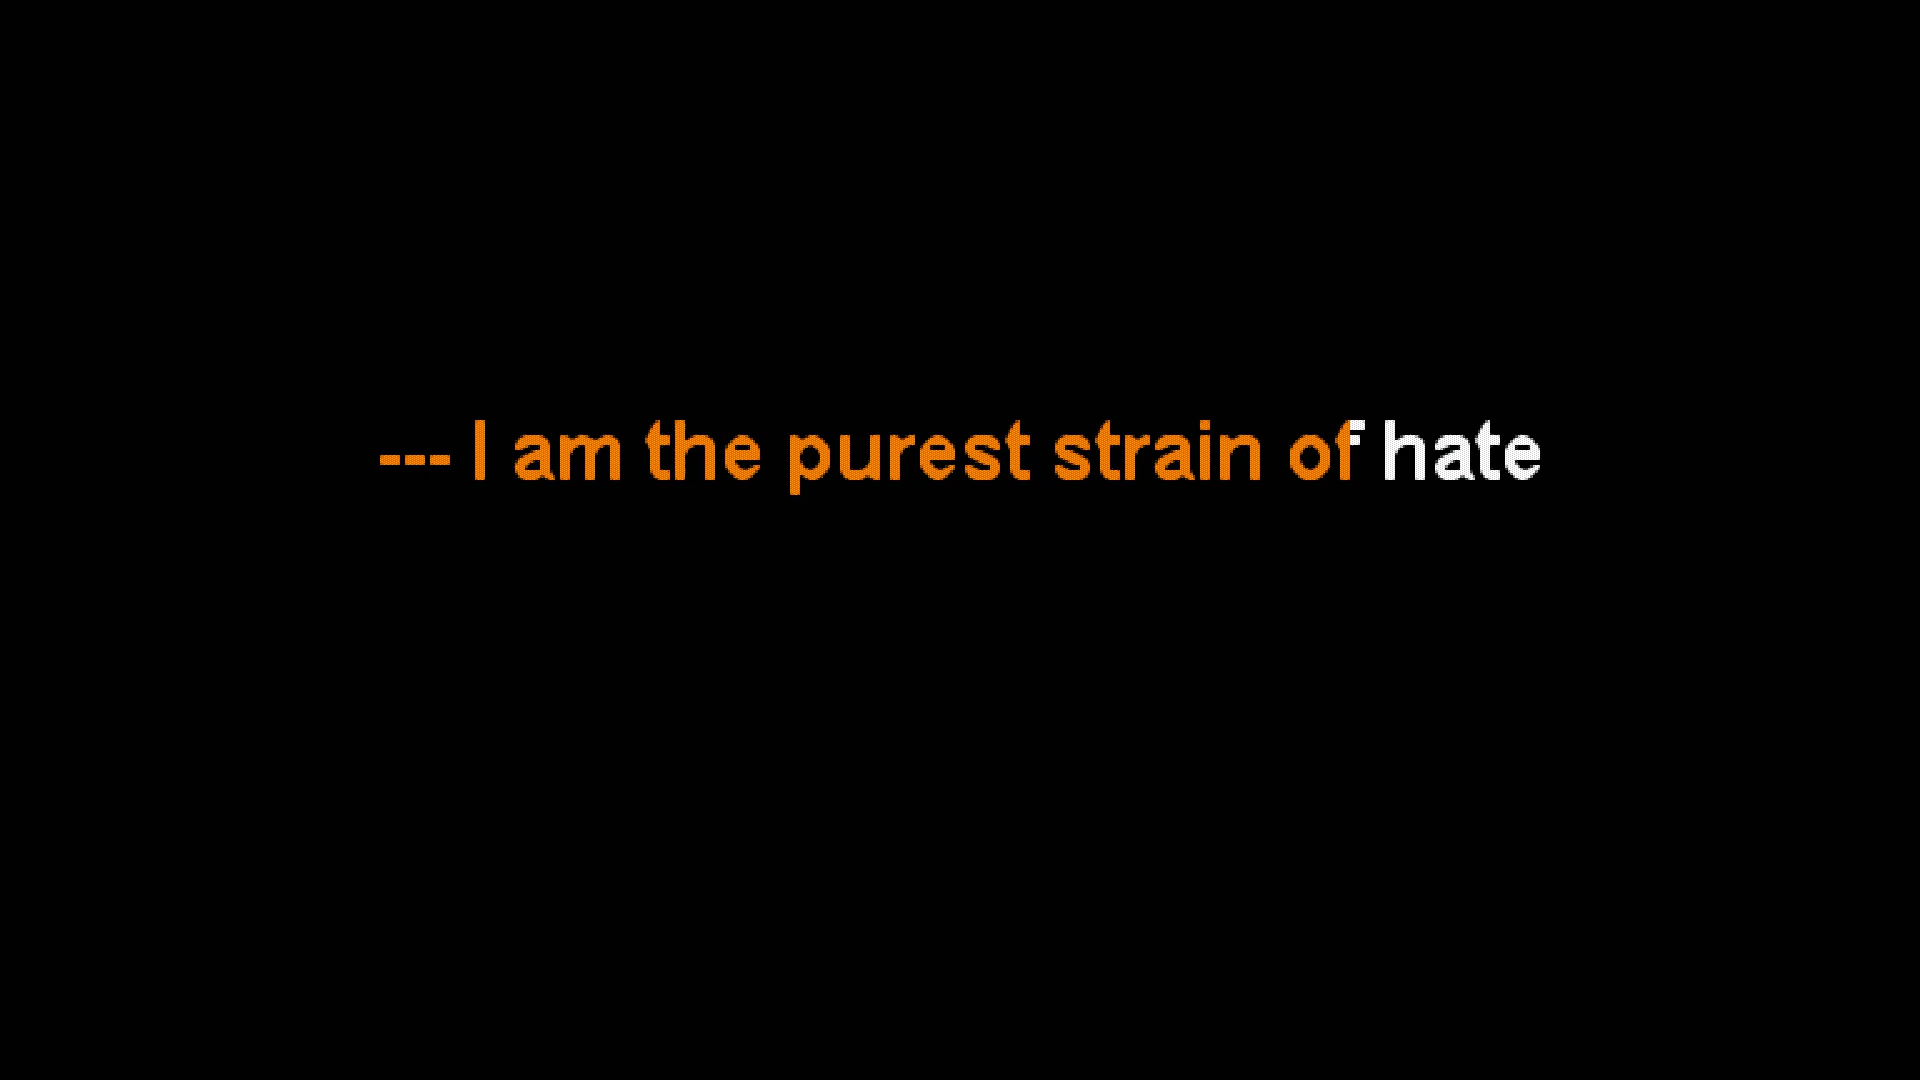 --- I am the purest strain of hate